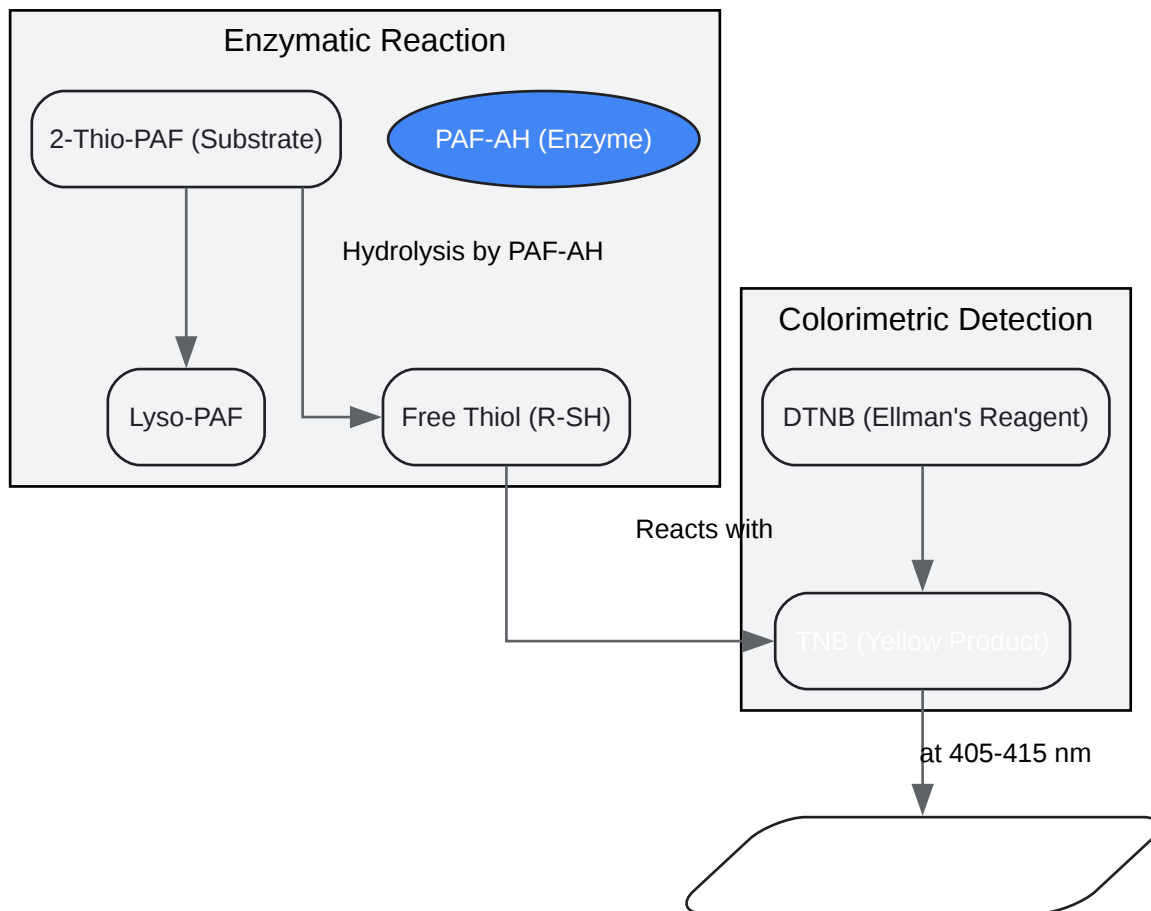 Enzymatic Reaction
2-Thio-PAF (Substrate)
PAF-AH (Enzyme)
Hydrolysis by PAF-AH
Lyso-PAF
Free Thiol (R-SH)
Colorimetric Detection
DTNB (Ellman's Reagent)
Reacts with
TNB (Yellow Product)
at 405-415 nm